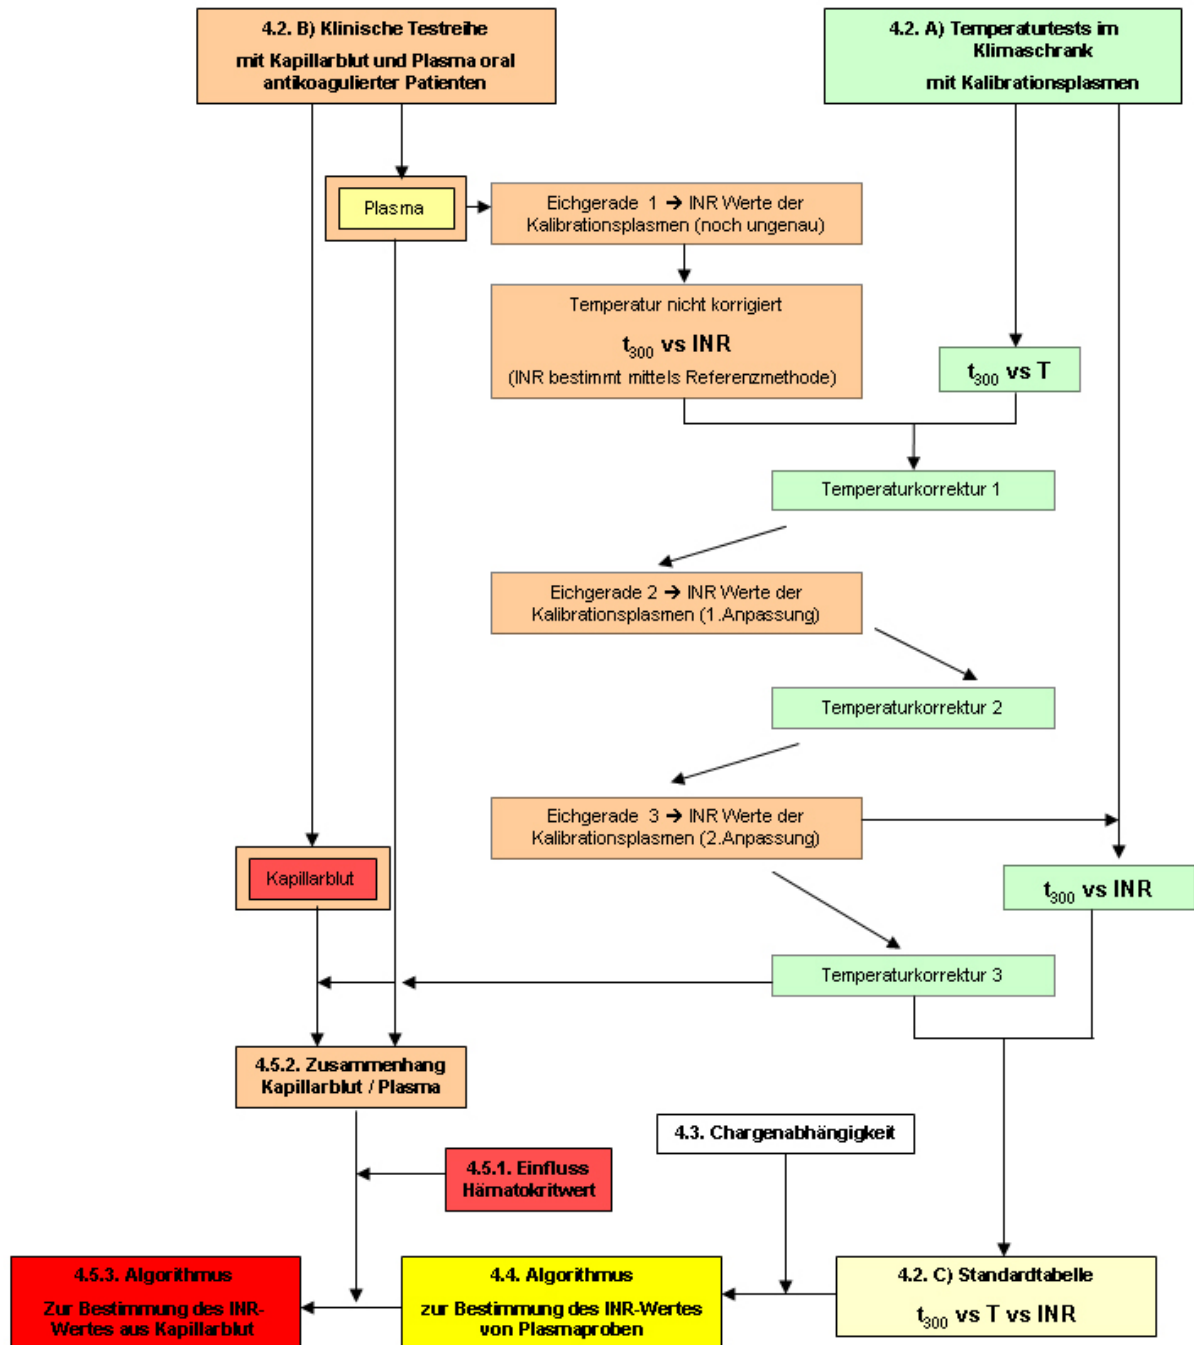 4.2. B) Klinische Testreihe
mit Kapillarblut und Plasma oral
antikoagulierter Patienten
4.2. A) Temperaturtests im
Klimaschrank
mit Kalibrationsplasmen
Plasma
Eichgerade 1 → INR Werte der
Kalibrationsplasmen (noch ungenau)
Temperatur nicht korrigiert
t300 vs INR
(INR bestimmt mittels Referenzmethode)
t300 vs T
Temperaturkorrektur 1
Eichgerade 2 → INR Werte der
Kalibrationsplasmen (1.Anpassung)
Temperaturkorrektur 2
Eichgerade 3 → INR Werte der
Kalibrationsplasmen (2.Anpassung)
Kapillarblut
t300 vs INR
Temperaturkorrektur 3
4.5.2. Zusammenhang
Kapillarblut / Plasma
4.3. Chargenabhängigkeit
4.5.1. Einfluss
Hämatokritwert
4.5.3. Algorithmus
Zur Bestimmung des INR-
Wertes aus Kapillarblut
4.4. Algorithmus
zur Bestimmung des INR-Wertes
von Plasmaproben
4.2. C) Standardtabelle
t300 vs T vs INR